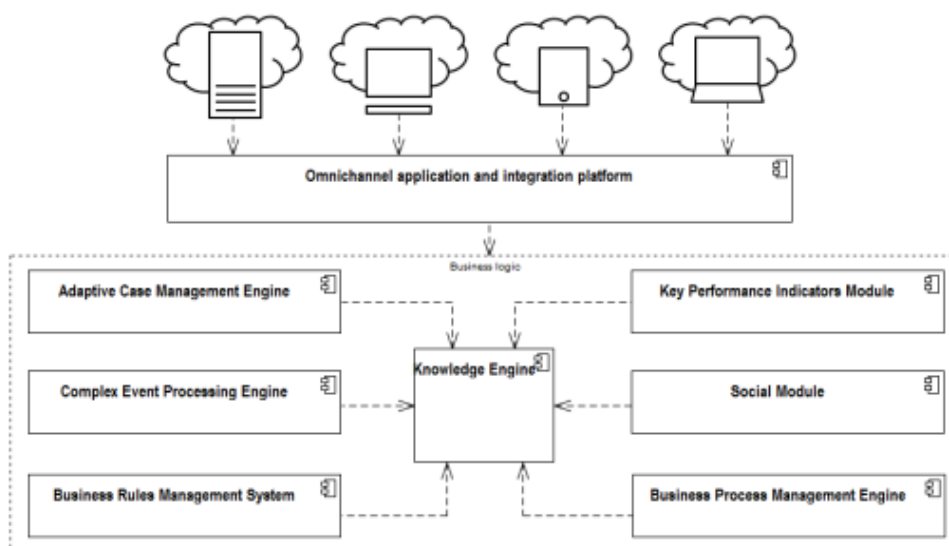 Omnichannel application and integration platform
Business logic
Adaptive Case Management Engine
Key Performance Indicators Module
Knowledge Engine
Complex Event Processing Engine
Social Module
Business Rules Management System
Business Process Management Engine